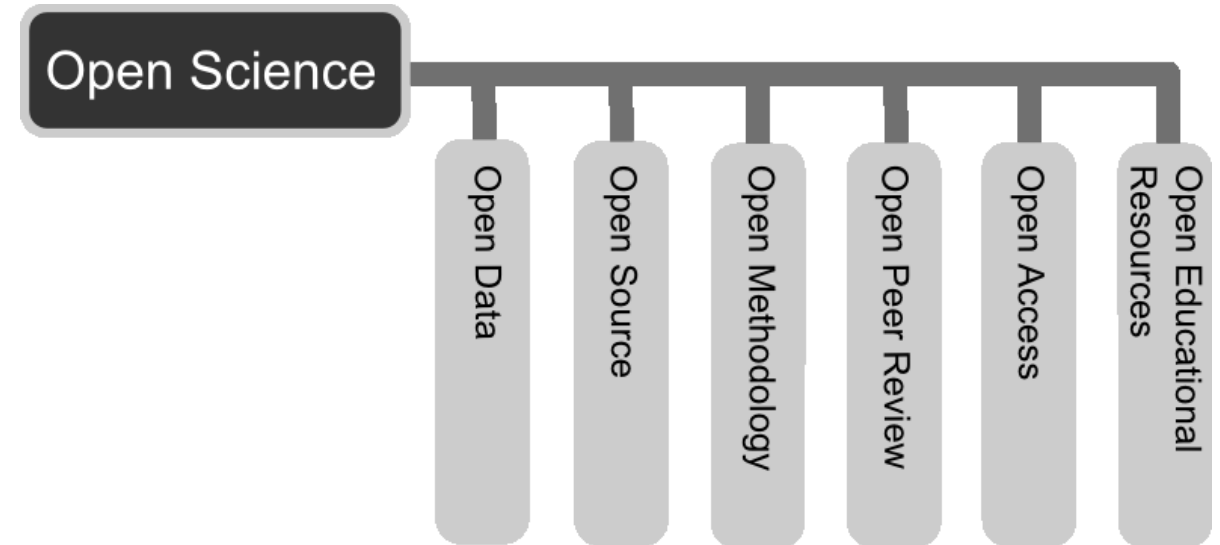 Open Science
Open Data
Open Source
Open Methodology
Open Peer Review
Open Access
Open Educational
Resources